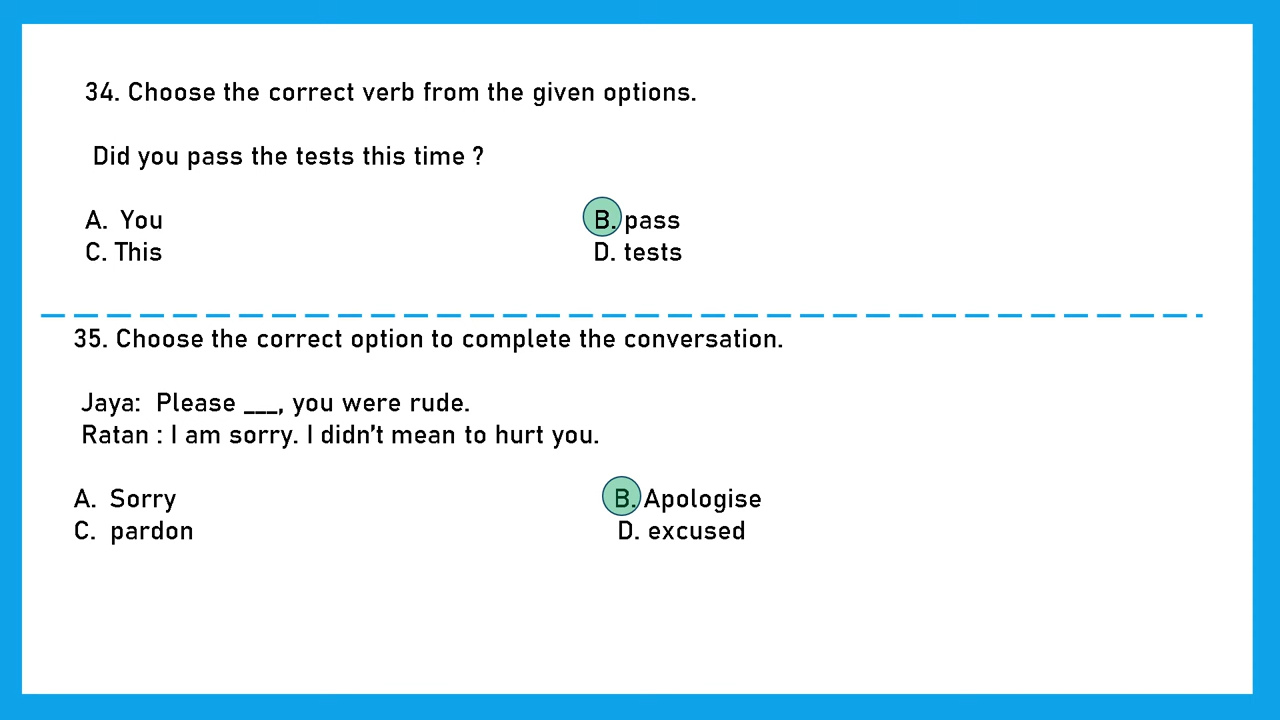 34. Choose the correct verb from the given options.
Did you pass the tests this time ?
A. You B. pass
C. This D. tests
35. Choose the correct option to complete the conversation.
Jaya: Please ___, you were rude.
Ratan : I am sorry. I didn't mean to hurt you.
A. Sorry B. Apologise
C. pardon D. excused